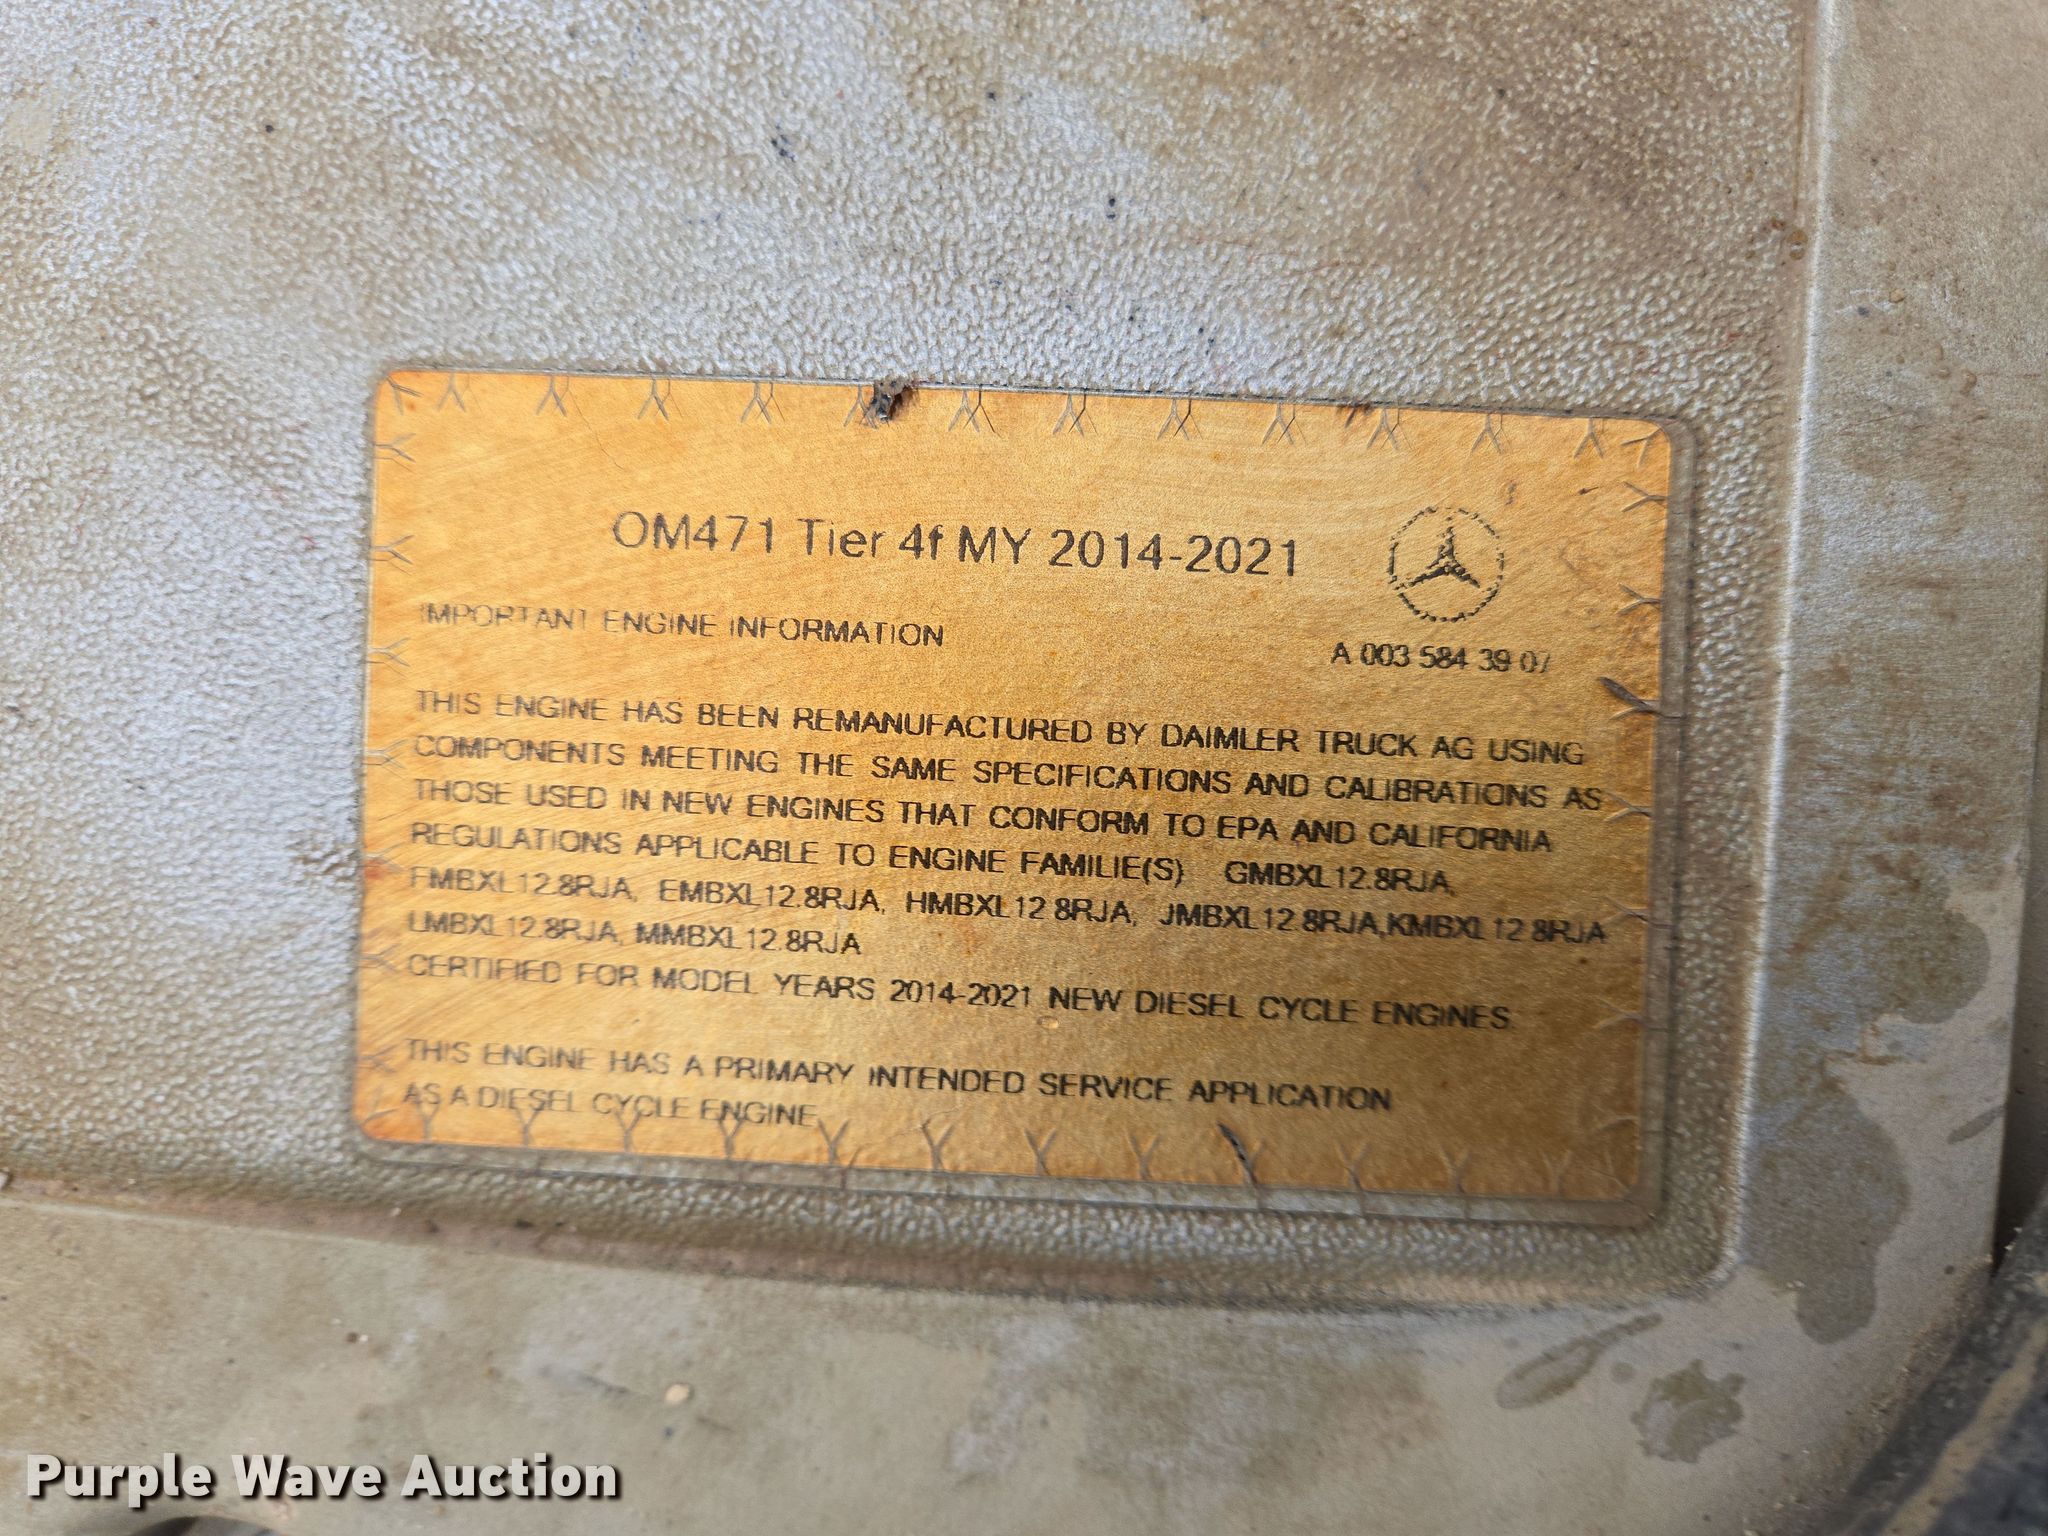 OM471 Tier 4f MY 2014-2021
IMPORTANT ENGINE INFORMATION
A 003 584 39 07
THIS ENGINE HAS BEEN REMANUFACTURED BY DAIMLER TRUCK AG USING
COMPONENTS MEETING THE SAME SPECIFICATIONS AND CALIBRATIONS AS
THOSE USED IN NEW ENGINES THAT CONFORM TO EPA AND CALIFORNIA
REGULATIONS APPLICABLE TO ENGINE FAMILIE(S) GMBXL12.8RJA,
FMBXL12.8RJA, EMBXL12.8RJA, HMBXL12.8RJA, JMBXL12.8RJA,KMBXL12.8RJA
LMBXL12.8RJA, MMBXL12.8RJA
CERTIFIED FOR MODEL YEARS 2014-2021 NEW DIESEL CYCLE ENGINES.
THIS ENGINE HAS A PRIMARY INTENDED SERVICE APPLICATION
AS A DIESEL CYCLE ENGINE.
Purple Wave Auction